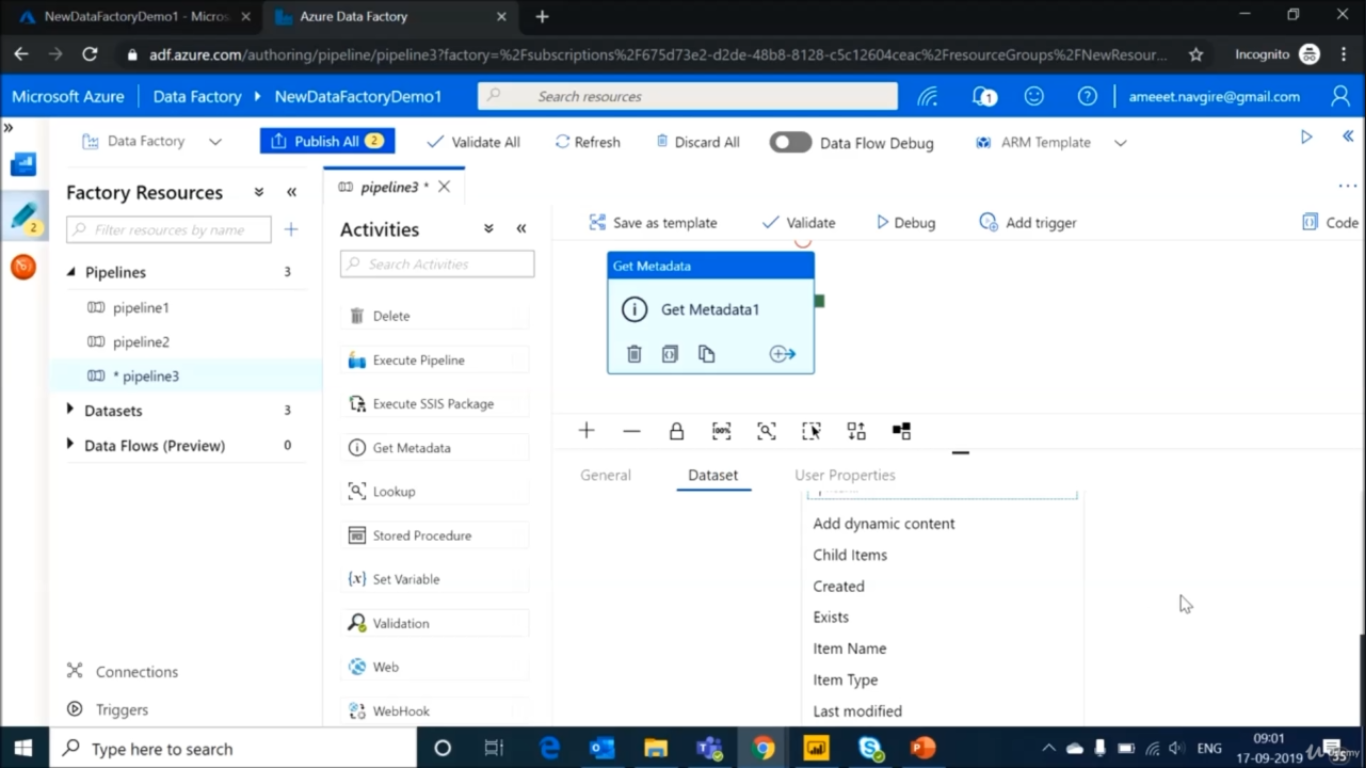 NewDataFactoryDemo1 - Micros
Azure Data Factory
adf.azure.com/authoring/pipeline/pipeline3?factory=%2Fsubscriptions%2F675d73e2-d2de-48b8-8128-c5c12604ceac%2FresourceGroups%2FNewResour...
Incognito
Microsoft Azure
Data Factory
NewDataFactoryDemo1
Search resources
1
ameeet.navgire@gmail.com
Data Factory
Publish All 2
Validate All
Refresh
Discard All
Data Flow Debug
ARM Template
2
Factory Resources
Filter resources by name
Pipelines 3
pipeline1
pipeline2
* pipeline3
Datasets 3
Data Flows (Preview) 0
Connections
Triggers
pipeline3 *
Activities
Search Activities
Delete
Execute Pipeline
Execute SSIS Package
Get Metadata
Lookup
Stored Procedure
Set Variable
Validation
Web
WebHook
Save as template
Validate
Debug
Add trigger
Code
Get Metadata
Get Metadata1
100%
General
Dataset
User Properties
Add dynamic content
Child Items
Created
Exists
Item Name
Item Type
Last modified
Type here to search
ENG
09:01
17-09-2019